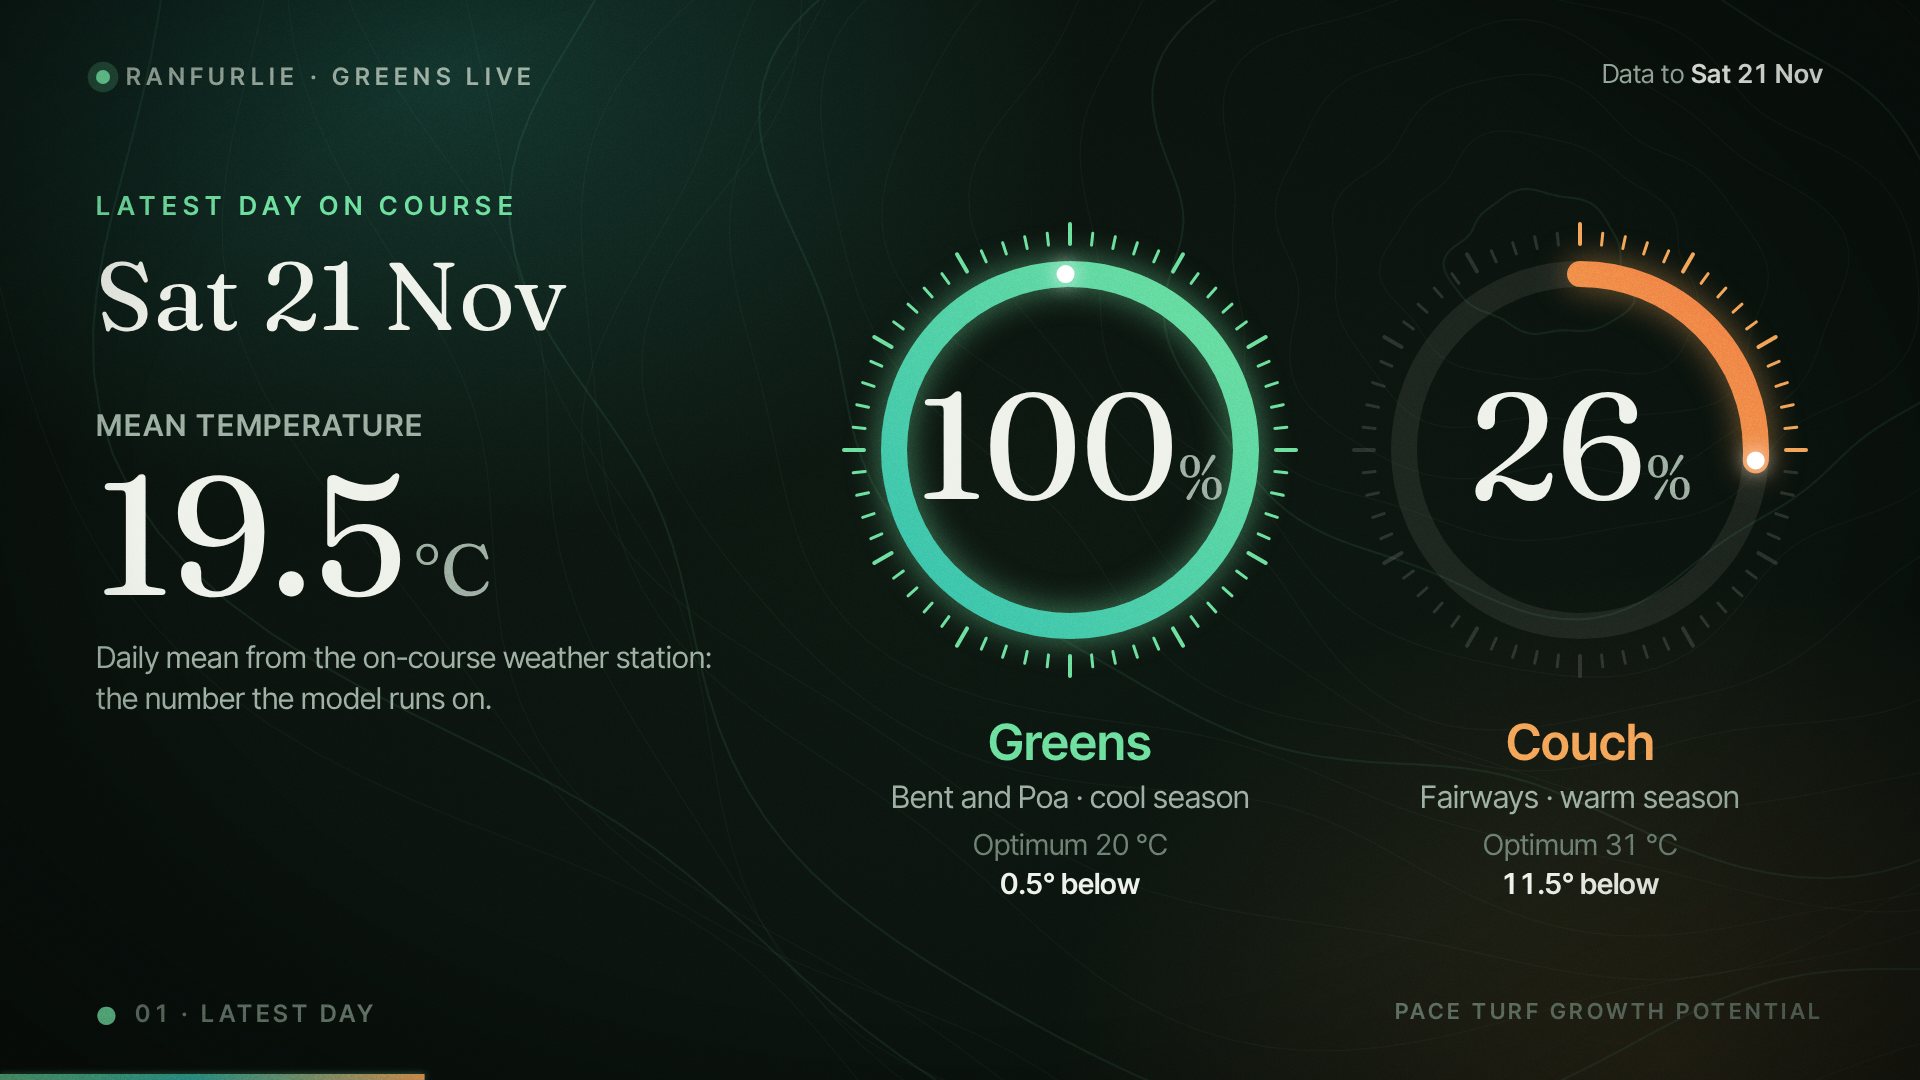 RANFURLIE · GREENS LIVE
Data to Sat 21 Nov
LATEST DAY ON COURSE
Sat 21 Nov
MEAN TEMPERATURE
19.5 °C
Daily mean from the on-course weather station:
the number the model runs on.
100%
Greens
Bent and Poa · cool season
Optimum 20 °C
0.5° below
26%
Couch
Fairways · warm season
Optimum 31 °C
11.5° below
01 · LATEST DAY
PACE TURF GROWTH POTENTIAL